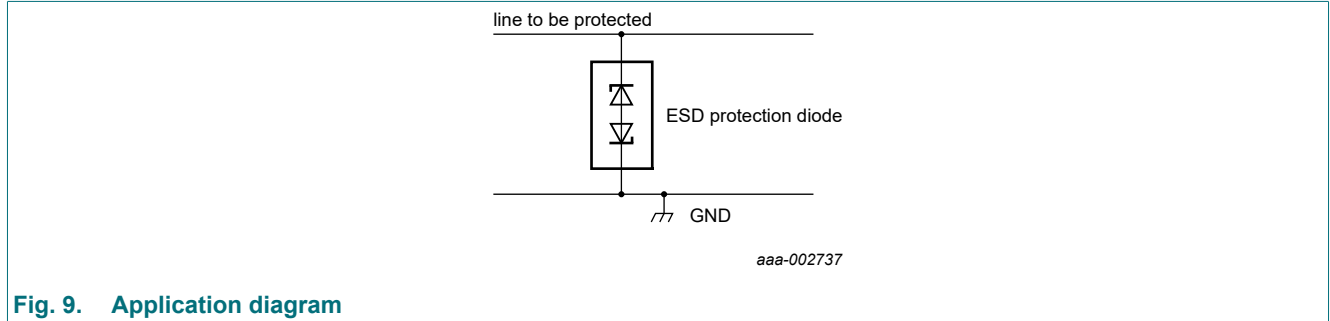 line to be protected
ESD protection diode
GND
aaa-002737
Fig. 9. Application diagram